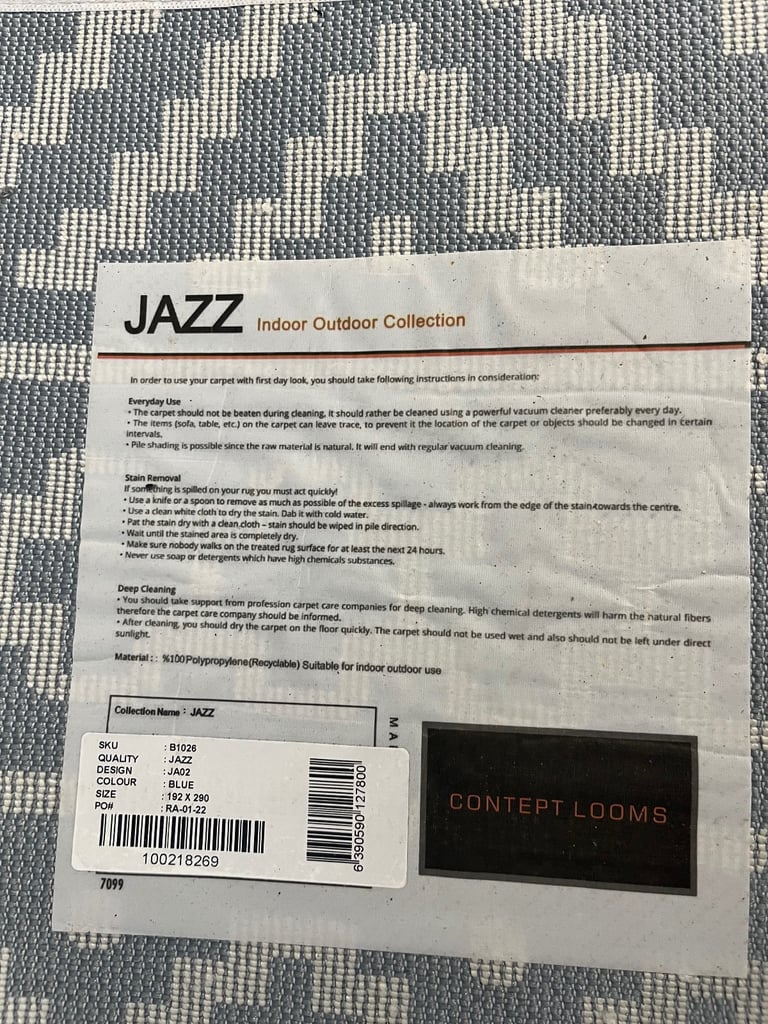 JAZZ Indoor Outdoor Collection
In order to use your carpet with first day look, you should take following instructions in consideration:
Everyday Use
• The carpet should not be beaten during cleaning, it should rather be cleaned using a powerful vacuum cleaner preferably every day.
• The items (sofa, table, etc.) on the carpet can leave trace, to prevent it the location of the carpet or objects should be changed in certain
intervals.
• Pile shading is possible since the raw material is natural. It will end with regular vacuum cleaning.
Stain Removal
If something is spilled on your rug you must act quickly!
• Use a knife or a spoon to remove as much as possible of the excess spillage - always work from the edge of the stain towards the centre.
• Use a clean white cloth to dry the stain. Dab it with cold water.
• Pat the stain dry with a clean cloth – stain should be wiped in pile direction.
• Wait until the stained area is completely dry.
• Make sure nobody walks on the treated rug surface for at least the next 24 hours.
• Never use soap or detergents which have high chemicals substances.
Deep Cleaning
• You should take support from profession carpet care companies for deep cleaning. High chemical detergents will harm the natural fibers
therefore the carpet care company should be informed.
• After cleaning, you should dry the carpet on the floor quickly. The carpet should not be used wet and also should not be left under direct
sunlight.
Material : : %100 Polypropylene(Recyclable) Suitable for indoor outdoor use
Collection Name : JAZZ
MA
SKU : B1026
QUALITY : JAZZ
DESIGN : JA02
COLOUR : BLUE
SIZE : 192 X 290
PO# : RA-01-22
100218269
6 390590 127800
7099
CONTEPT LOOMS